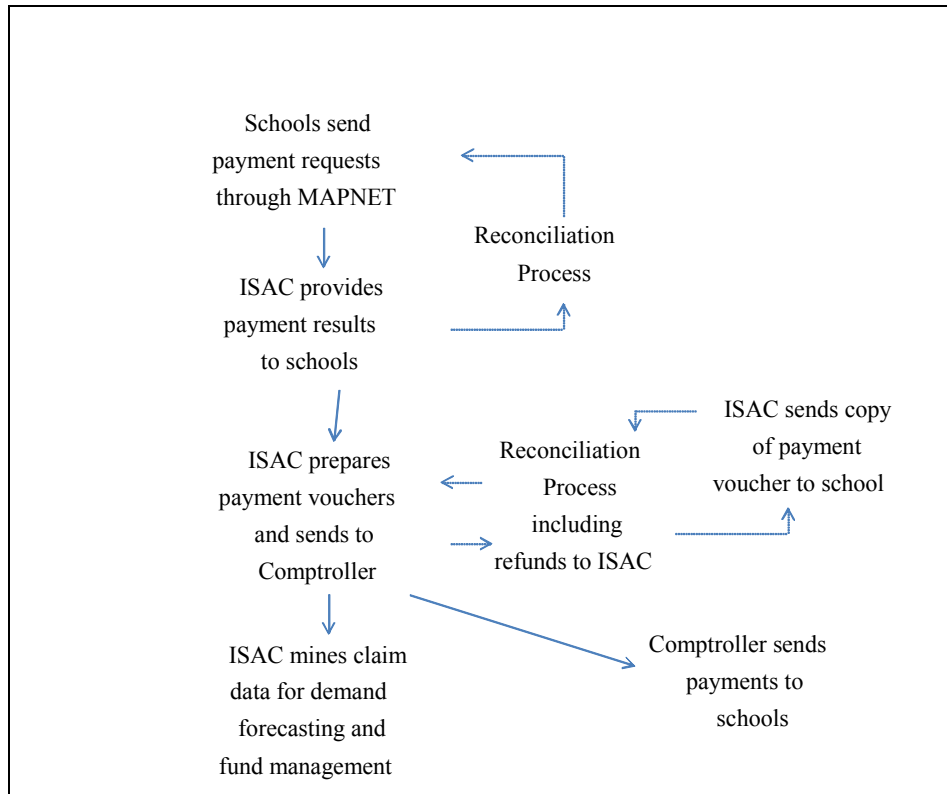 Schools send
payment requests
through MAPNET
Reconciliation
Process
ISAC provides
payment results
to schools
ISAC sends copy
of payment
voucher to school
Reconciliation
Process
including
refunds to ISAC
ISAC prepares
payment vouchers
and sends to
Comptroller
Comptroller sends
payments to
schools
ISAC mines claim
data for demand
forecasting and
fund management